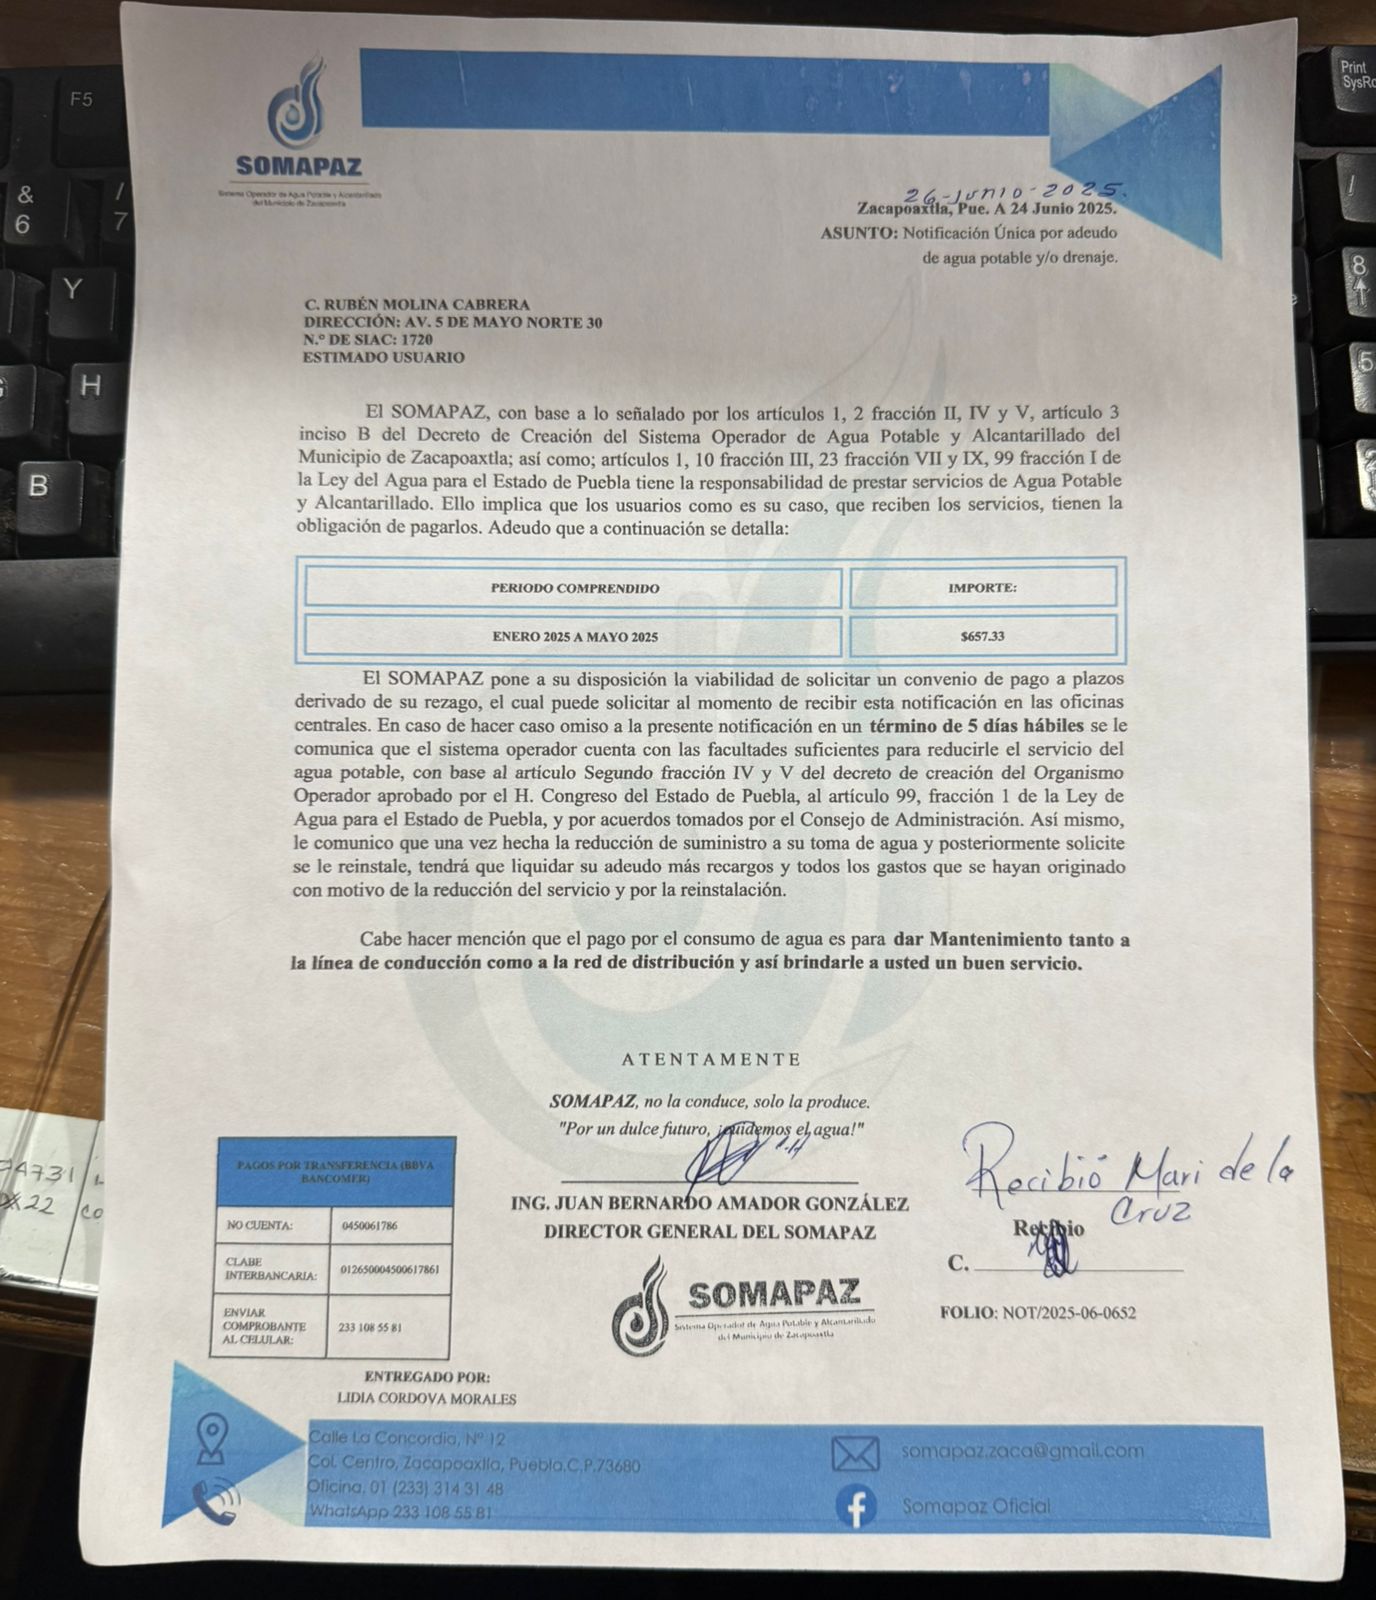 F5
&
6
/
7
Y
H
B
Print
SysRq
/
8
5
SOMAPAZ
Sistema Operador de Agua Potable y Alcantarillado
del Municipio de Zacapoaxtla
26-Junio-2025.
Zacapoaxtla, Pue. A 24 Junio 2025.
ASUNTO: Notificación Única por adeudo
de agua potable y/o drenaje.
C. RUBÉN MOLINA CABRERA
DIRECCIÓN: AV. 5 DE MAYO NORTE 30
N.º DE SIAC: 1720
ESTIMADO USUARIO
El SOMAPAZ, con base a lo señalado por los artículos 1, 2 fracción II, IV y V, artículo 3
inciso B del Decreto de Creación del Sistema Operador de Agua Potable y Alcantarillado del
Municipio de Zacapoaxtla; así como; artículos 1, 10 fracción III, 23 fracción VII y IX, 99 fracción I de
la Ley del Agua para el Estado de Puebla tiene la responsabilidad de prestar servicios de Agua Potable
y Alcantarillado. Ello implica que los usuarios como es su caso, que reciben los servicios, tienen la
obligación de pagarlos. Adeudo que a continuación se detalla:
PERIODO COMPRENDIDO IMPORTE:
ENERO 2025 A MAYO 2025 $657.33
El SOMAPAZ pone a su disposición la viabilidad de solicitar un convenio de pago a plazos
derivado de su rezago, el cual puede solicitar al momento de recibir esta notificación en las oficinas
centrales. En caso de hacer caso omiso a la presente notificación en un término de 5 días hábiles se le
comunica que el sistema operador cuenta con las facultades suficientes para reducirle el servicio del
agua potable, con base al artículo Segundo fracción IV y V del decreto de creación del Organismo
Operador aprobado por el H. Congreso del Estado de Puebla, al artículo 99, fracción 1 de la Ley de
Agua para el Estado de Puebla, y por acuerdos tomados por el Consejo de Administración. Así mismo,
le comunico que una vez hecha la reducción de suministro a su toma de agua y posteriormente solicite
se le reinstale, tendrá que liquidar su adeudo más recargos y todos los gastos que se hayan originado
con motivo de la reducción del servicio y por la reinstalación.
Cabe hacer mención que el pago por el consumo de agua es para dar Mantenimiento tanto a
la línea de conducción como a la red de distribución y así brindarle a usted un buen servicio.
ATENTAMENTE
SOMAPAZ, no la conduce, solo la produce.
"Por un dulce futuro, ¡cuidemos el agua!"
ING. JUAN BERNARDO AMADOR GONZÁLEZ
DIRECTOR GENERAL DEL SOMAPAZ
SOMAPAZ
Sistema Operador de Agua Potable y Alcantarillado
del Municipio de Zacapoaxtla
Recibió Mari de la
Cruz
Recibio
C.
FOLIO: NOT/2025-06-0652
PAGOS POR TRANSFERENCIA (BBVA
BANCOMER)
NO CUENTA: 0450061786
CLABE
INTERBANCARIA: 012650004500617861
ENVIAR
COMPROBANTE
AL CELULAR: 233 108 55 81
ENTREGADO POR:
LIDIA CORDOVA MORALES
Calle La Concordia, Nº 12
Col. Centro, Zacapoaxtla, Puebla.C.P.73680
Oficina. 01 (233) 314 31 48
WhatsApp 233 108 55 81
somapaz.zaca@gmail.com
Somapaz Oficial
4731
22
co